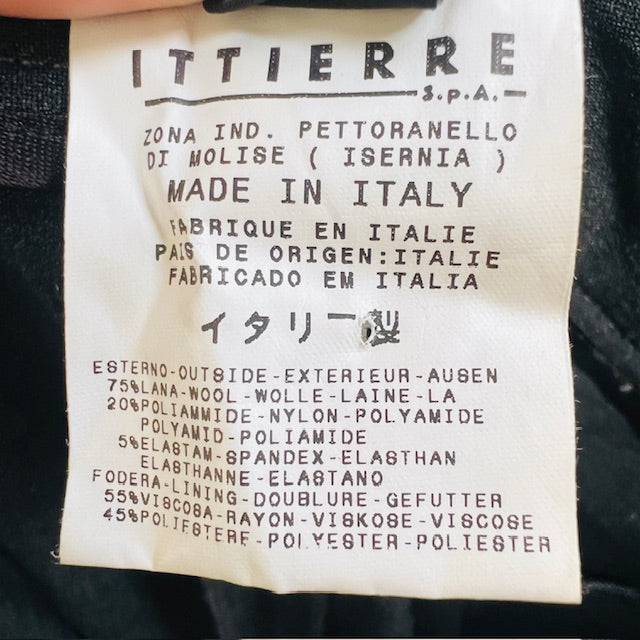 ITTIERRE
S.p.A.
ZONA IND. PETTORANELLO
DI MOLISE ( ISERNIA )
MADE IN ITALY
FABRIQUE EN ITALIE
PAIS DE ORIGEN:ITALIE
FABRICADO EM ITALIA
イタリー製
ESTERNO-OUTSIDE-EXTERIEUR-AUSEN
75%LANA-WOOL-WOLLE-LAINE-LA
20%POLIAMMIDE-NYLON-POLYAMIDE
POLYAMID-POLIAMIDE
5%ELASTAM-SPANDEX-ELASTHAN
ELASTHANNE-ELASTANO
FODERA-LINING-DOUBLURE-GEFUTTER
55%VISCOSA-RAYON-VISKOSE-VISCOSE
45%POLIESTERE-POLYESTER-POLIESTER